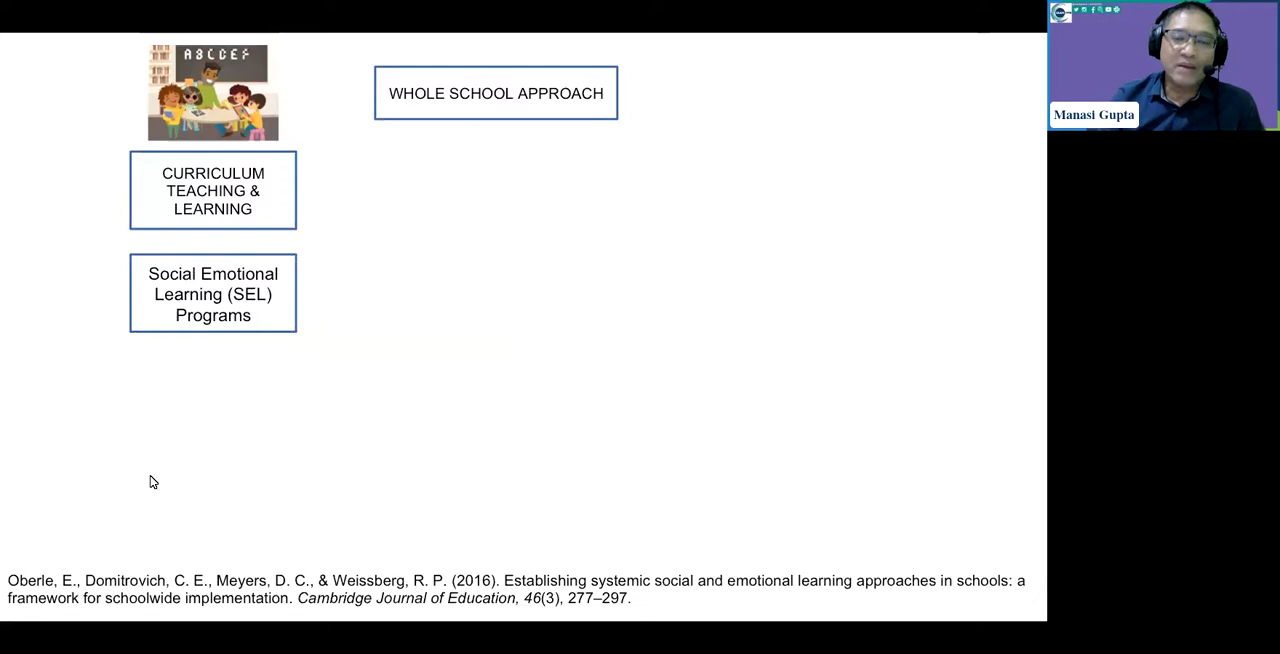 A B C D E F
WHOLE SCHOOL APPROACH
Manasi Gupta
CURRICULUM
TEACHING &
LEARNING
Social Emotional
Learning (SEL)
Programs
Oberle, E., Domitrovich, C. E., Meyers, D. C., & Weissberg, R. P. (2016). Establishing systemic social and emotional learning approaches in schools: a
framework for schoolwide implementation. Cambridge Journal of Education, 46(3), 277–297.